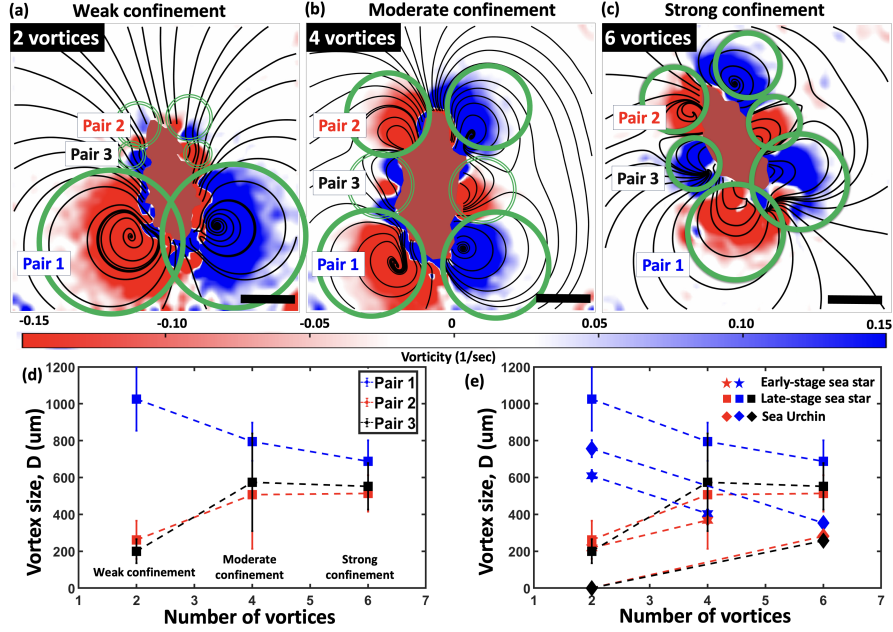 (a) Weak confinement
2 vortices
Pair 2
Pair 3
Pair 1
(b) Moderate confinement
4 vortices
Pair 2
Pair 3
Pair 1
(c) Strong confinement
6 vortices
Pair 2
Pair 3
Pair 1
-0.15 -0.10 -0.05 0 0.05 0.10 0.15
Vorticity (1/sec)
(d)
Vortex size, D (um)
1200
1000
800
600
400
200
0
Pair 1
Pair 2
Pair 3
Weak confinement
Moderate
confinement
Strong
confinement
1 2 3 4 5 6 7
Number of vortices
(e)
Vortex size, D (um)
1200
1000
800
600
400
200
0
Early-stage sea star
Late-stage sea star
Sea Urchin
1 2 3 4 5 6 7
Number of vortices